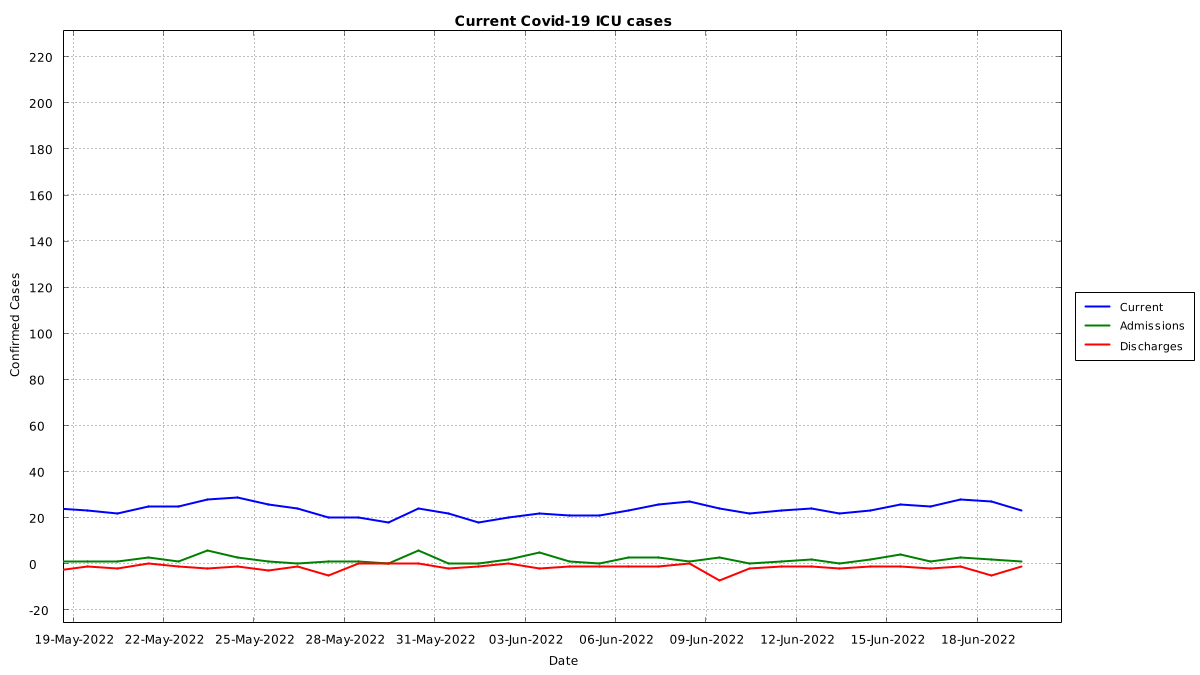 Current Covid-19 ICU cases
220
200
180
160
140
120
100
80
60
40
20
0
-20
Confirmed Cases
19-May-2022 22-May-2022 25-May-2022 28-May-2022 31-May-2022 03-Jun-2022 06-Jun-2022 09-Jun-2022 12-Jun-2022 15-Jun-2022 18-Jun-2022
Date
Current
Admissions
Discharges